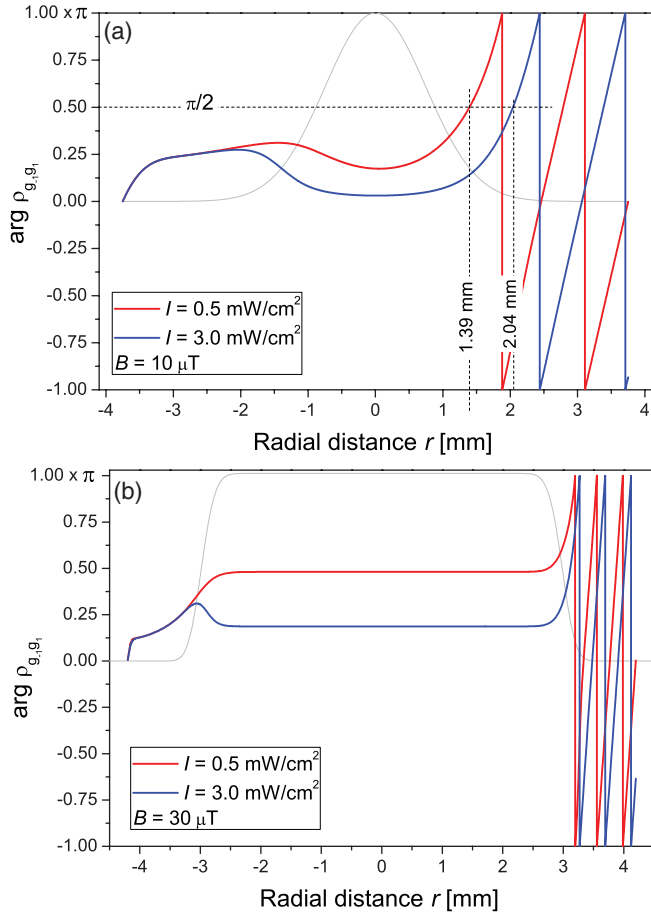 (a)
1.00 x π
0.75
0.50
0.25
0.00
-0.25
-0.50
-0.75
-1.00
arg ρg-1g1
π/2
1.39 mm
2.04 mm
I = 0.5 mW/cm²
I = 3.0 mW/cm²
B = 10 μT
-4 -3 -2 -1 0 1 2 3 4
Radial distance r [mm]
(b)
1.00 x π
0.75
0.50
0.25
0.00
-0.25
-0.50
-0.75
-1.00
arg ρg-1g1
I = 0.5 mW/cm²
I = 3.0 mW/cm²
B = 30 μT
-4 -3 -2 -1 0 1 2 3 4
Radial distance r [mm]